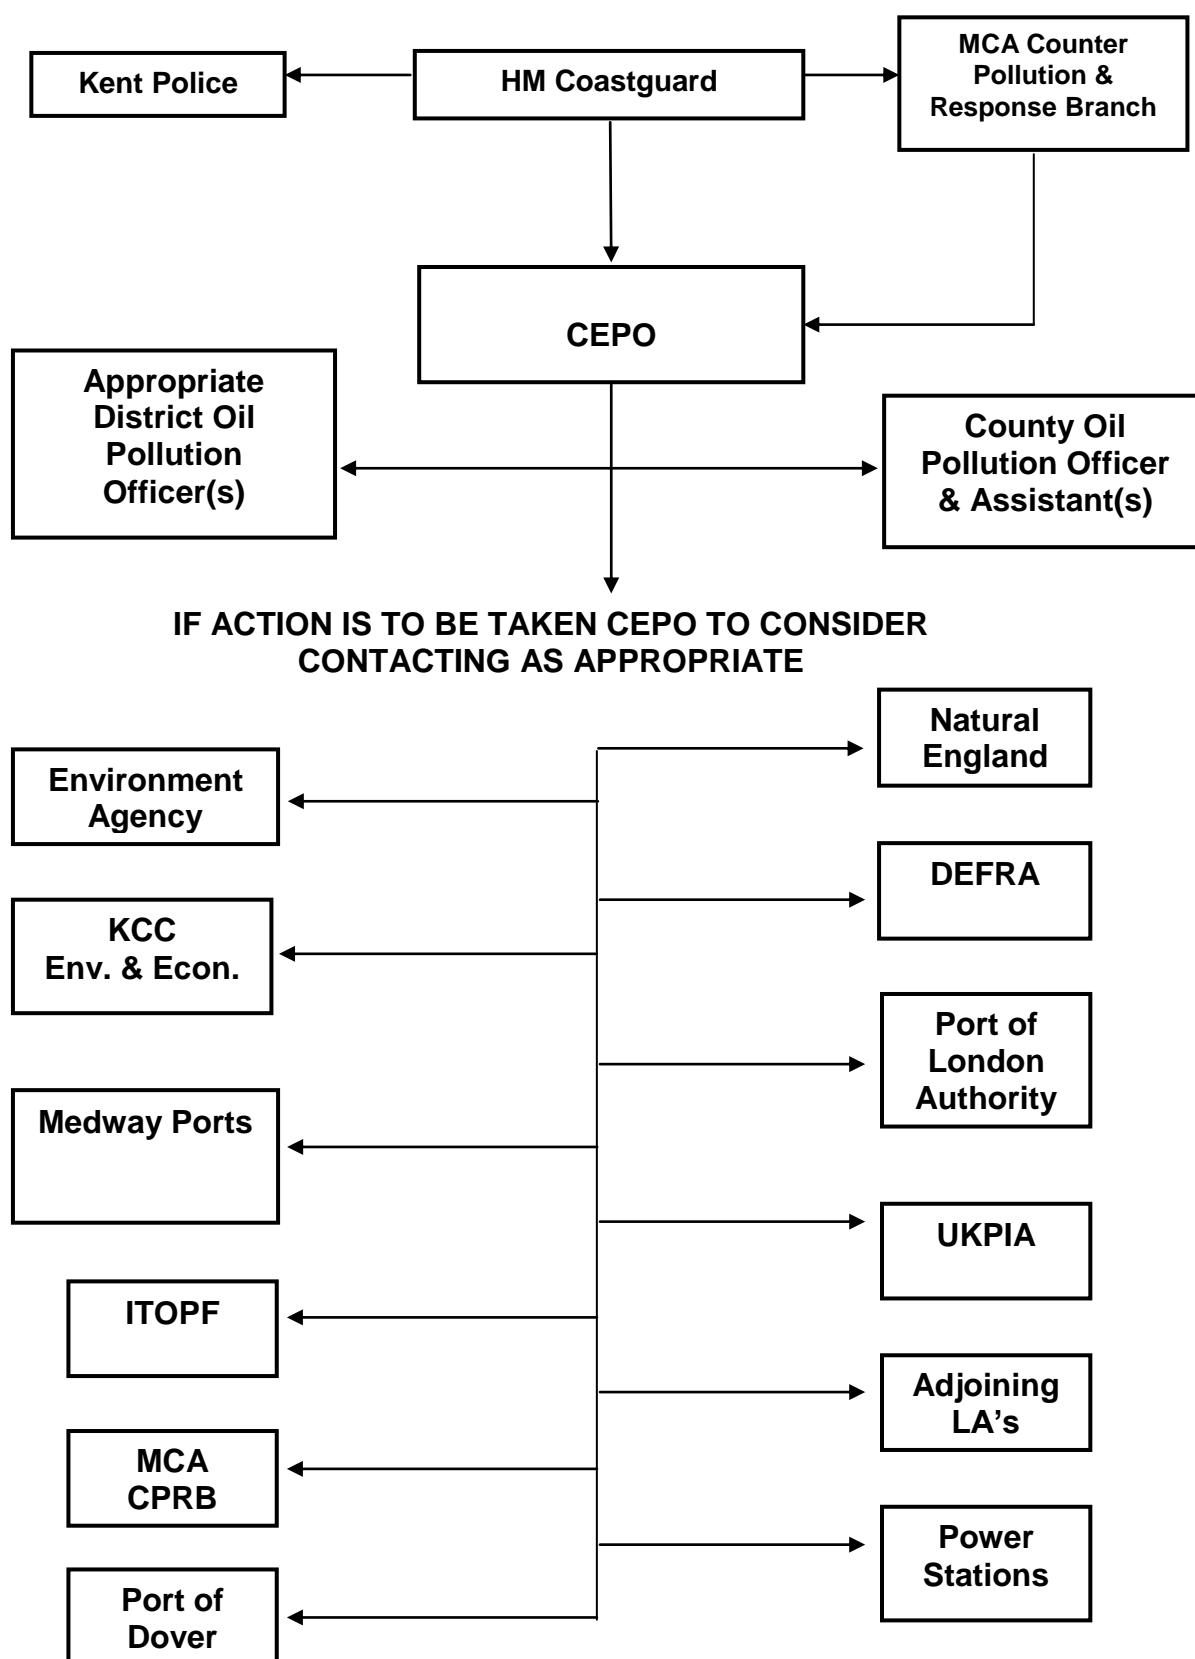 Kent Police
HM Coastguard
MCA Counter
Pollution &
Response Branch
CEPO
Appropriate
District Oil
Pollution
Officer(s)
County Oil
Pollution Officer
& Assistant(s)
IF ACTION IS TO BE TAKEN CEPO TO CONSIDER
CONTACTING AS APPROPRIATE
Natural
England
Environment
Agency
DEFRA
KCC
Env. & Econ.
Port of
London
Authority
Medway Ports
UKPIA
ITOPF
Adjoining
LA’s
MCA
CPRB
Power
Stations
Port of
Dover